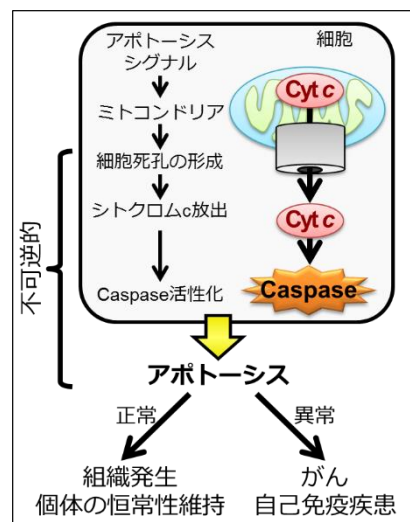 アポトーシス
シグナル
細胞
ミトコンドリア
細胞死孔の形成
シトクロムc放出
Caspase活性化
Cyt c
Cyt c
Caspase
不可逆的
アポトーシス
正常
異常
組織発生
個体の恒常性維持
がん
自己免疫疾患